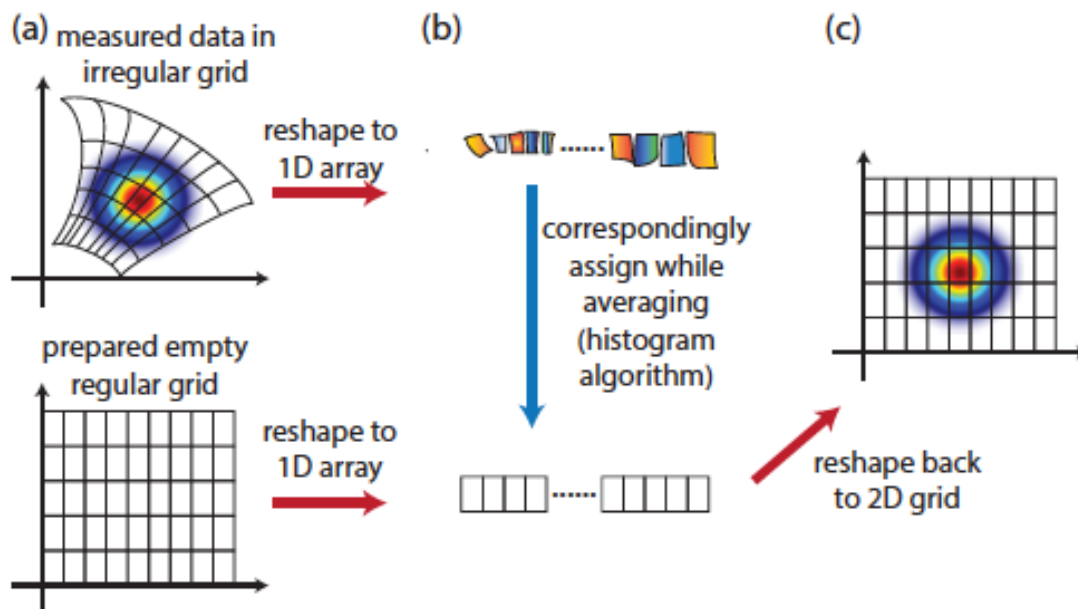 (a)
measured data in
irregular grid
reshape to
1D array
prepared empty
regular grid
reshape to
1D array
(b)
......
......
correspondingly
assign while
averaging
(histogram
algorithm)
......
reshape back
to 2D grid
(c)